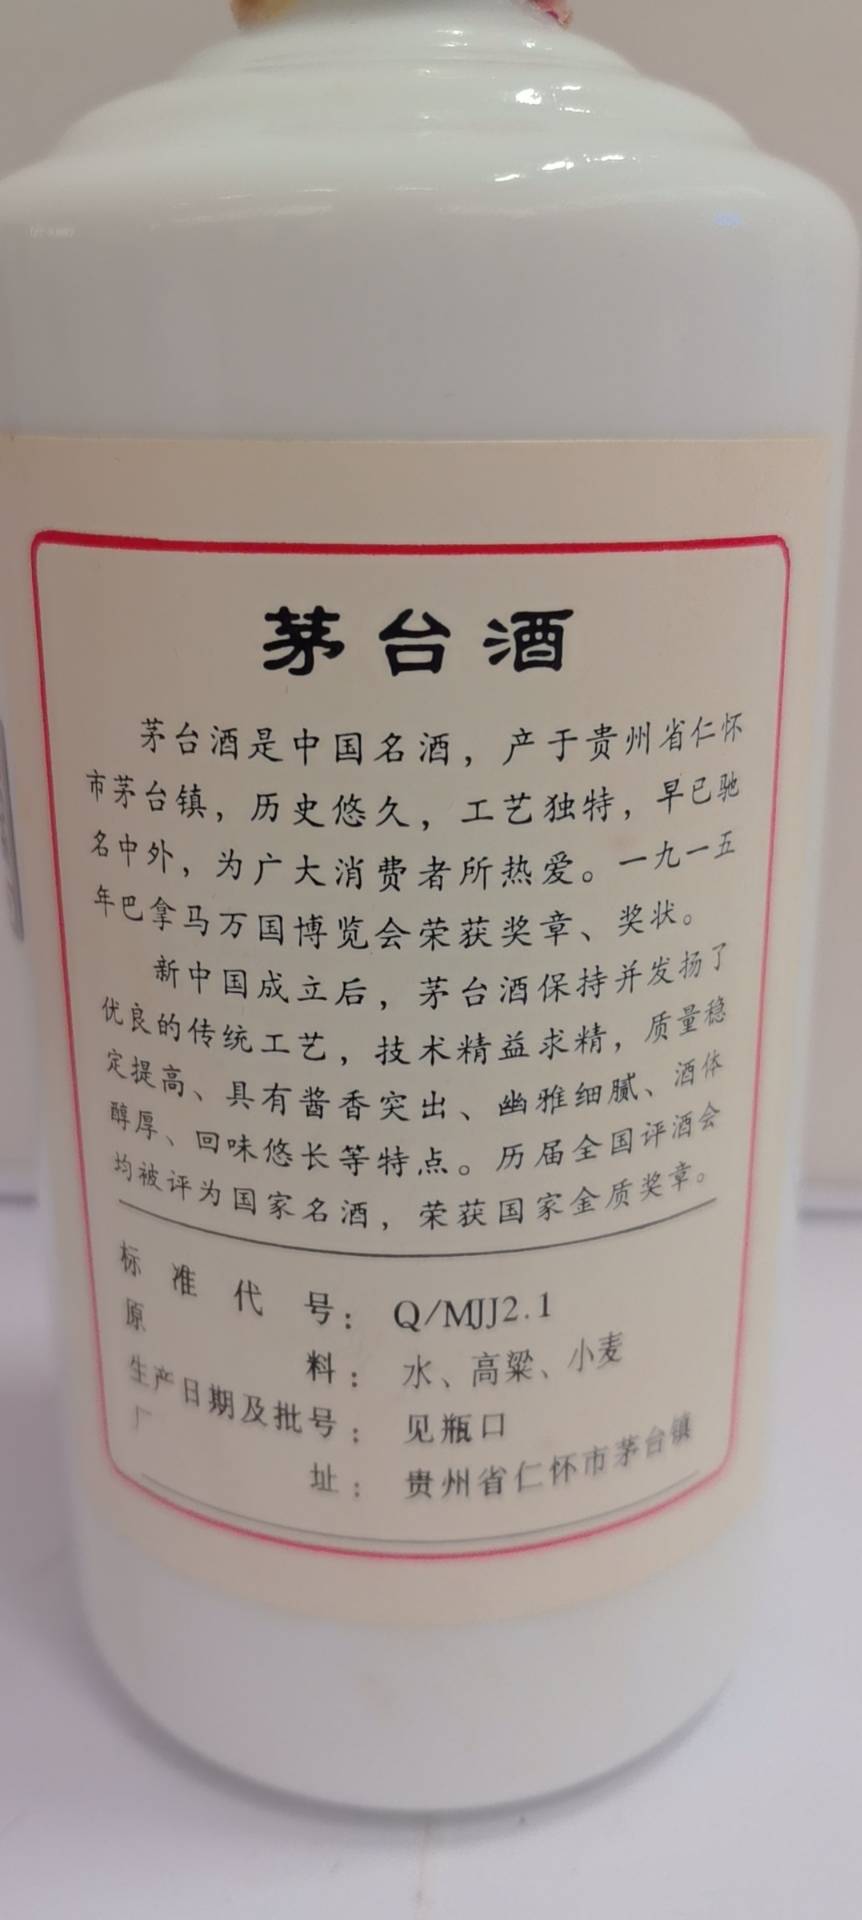 茅台酒
茅台酒是中国名酒，产于贵州省仁怀
市茅台镇，历史悠久，工艺独特，早已驰
名中外，为广大消费者所热爱。一九一五
年巴拿马万国博览会荣获奖章、奖状。
新中国成立后，茅台酒保持并发扬了
优良的传统工艺，技术精益求精，质量稳
定提高、具有酱香突出、幽雅细腻、酒体
醇厚、回味悠长等特点。历届全国评酒会
均被评为国家名酒，荣获国家金质奖章。
标准代号：Q/MJJ2.1
原料：水、高粱、小麦
生产日期及批号：见瓶口
厂址：贵州省仁怀市茅台镇